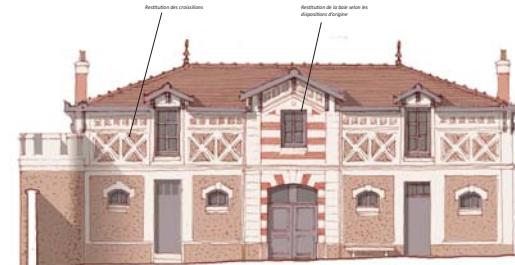 Restitution des croisillons
Restitution de la baie selon les
dispositions d'origine